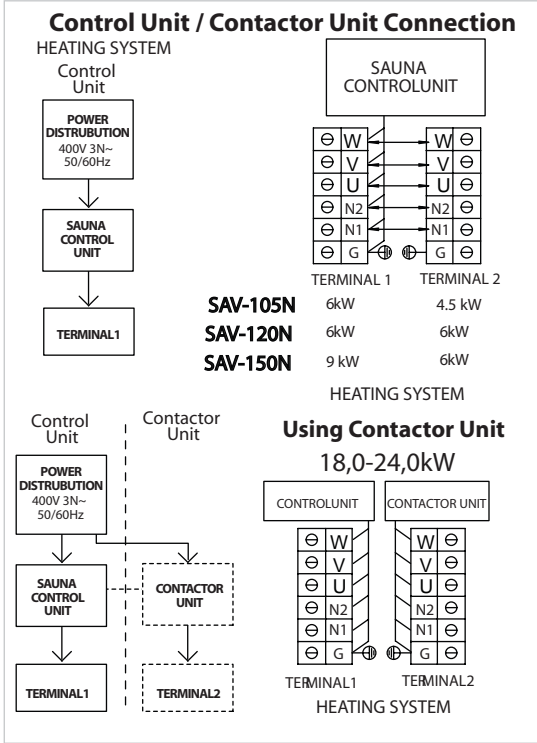 Control Unit / Contactor Unit Connection
HEATING SYSTEM
Control
Unit
POWER
DISTRUBUTION
400V 3N~
50/60Hz
SAUNA
CONTROL
UNIT
TERMINAL1
SAUNA
CONTROLUNIT
W W
V V
U U
N2 N2
N1 N1
G G
TERMINAL 1 TERMINAL 2
SAV-105N 6kW 4.5 kW
SAV-120N 6kW 6kW
SAV-150N 9 kW 6kW
HEATING SYSTEM
Control
Unit
Contactor
Unit
POWER
DISTRUBUTION
400V 3N~
50/60Hz
SAUNA
CONTROL
UNIT
CONTACTOR
UNIT
TERMINAL1
TERMINAL2
Using Contactor Unit
18,0-24,0kW
CONTROLUNIT CONTACTOR UNIT
W W
V V
U U
N2 N2
N1 N1
G G
TERMINAL1 TERMINAL2
HEATING SYSTEM